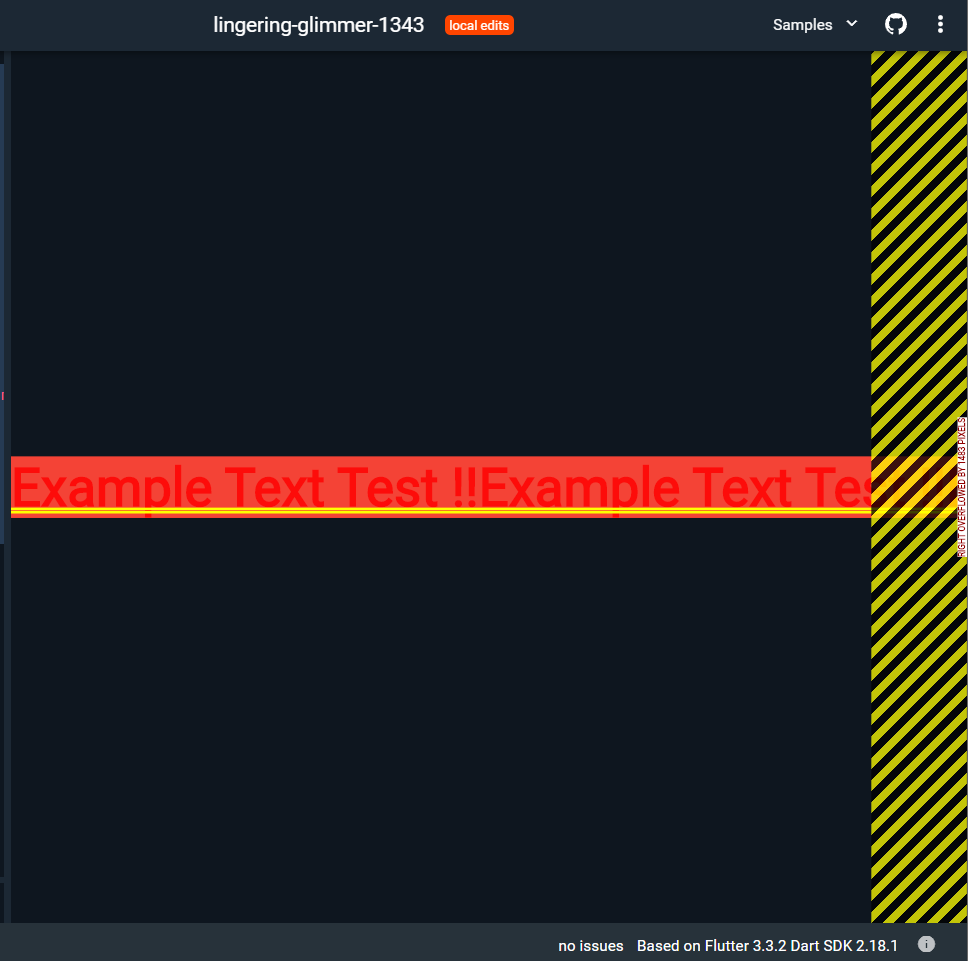 lingering-glimmer-1343 local edits Samples
Example Text Test !!Example Text Tes
RIGHT OVERFLOWED BY 1483 PIXELS
no issues Based on Flutter 3.3.2 Dart SDK 2.18.1